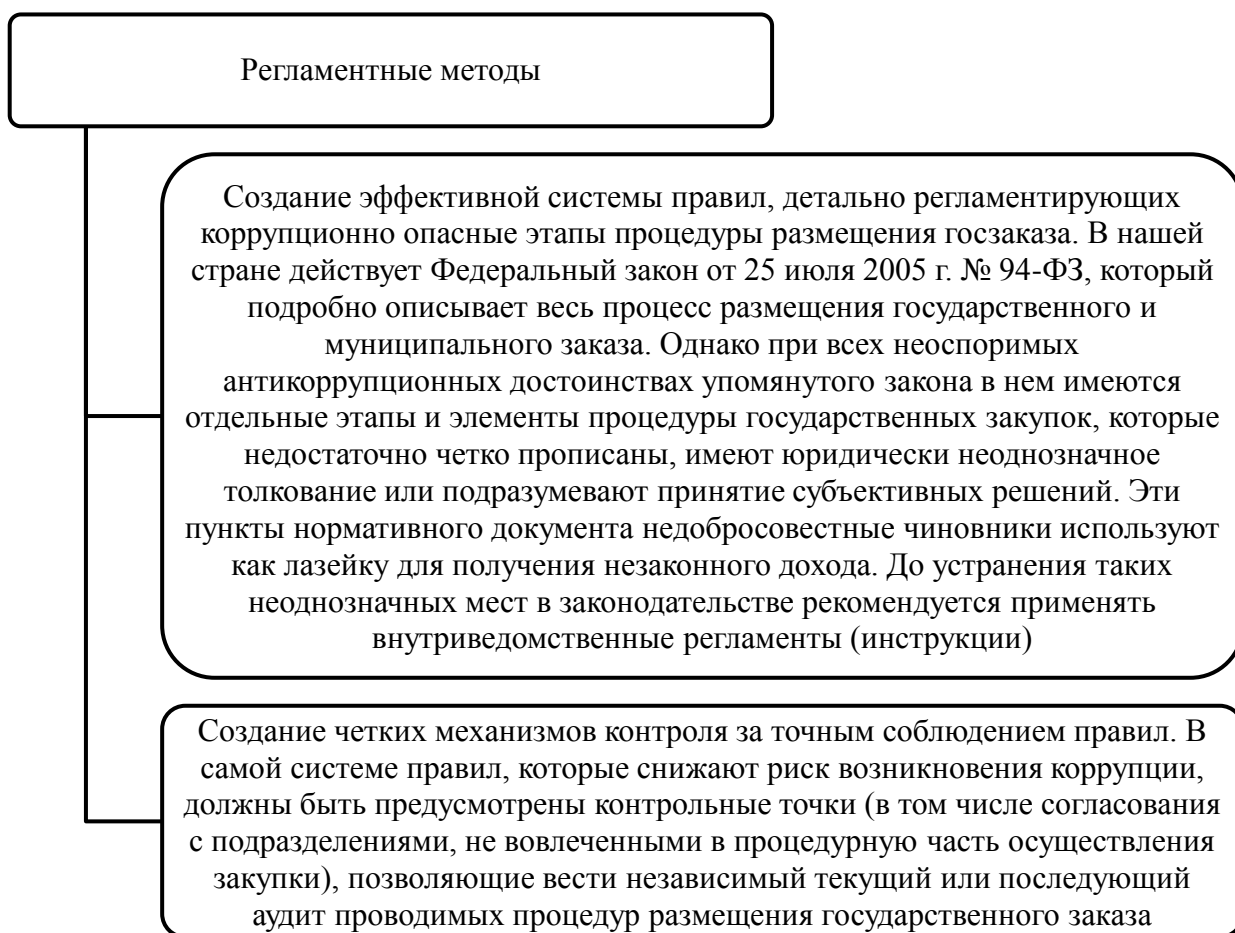 Регламентные методы
Создание эффективной системы правил, детально регламентирующих
коррупционно опасные этапы процедуры размещения госзаказа. В нашей
стране действует Федеральный закон от 25 июля 2005 г. № 94-ФЗ, который
подробно описывает весь процесс размещения государственного и
муниципального заказа. Однако при всех неоспоримых
антикоррупционных достоинствах упомянутого закона в нем имеются
отдельные этапы и элементы процедуры государственных закупок, которые
недостаточно четко прописаны, имеют юридически неоднозначное
толкование или подразумевают принятие субъективных решений. Эти
пункты нормативного документа недобросовестные чиновники используют
как лазейку для получения незаконного дохода. До устранения таких
неоднозначных мест в законодательстве рекомендуется применять
внутриведомственные регламенты (инструкции)
Создание четких механизмов контроля за точным соблюдением правил. В
самой системе правил, которые снижают риск возникновения коррупции,
должны быть предусмотрены контрольные точки (в том числе согласования
с подразделениями, не вовлеченными в процедурную часть осуществления
закупки), позволяющие вести независимый текущий или последующий
аудит проводимых процедур размещения государственного заказа